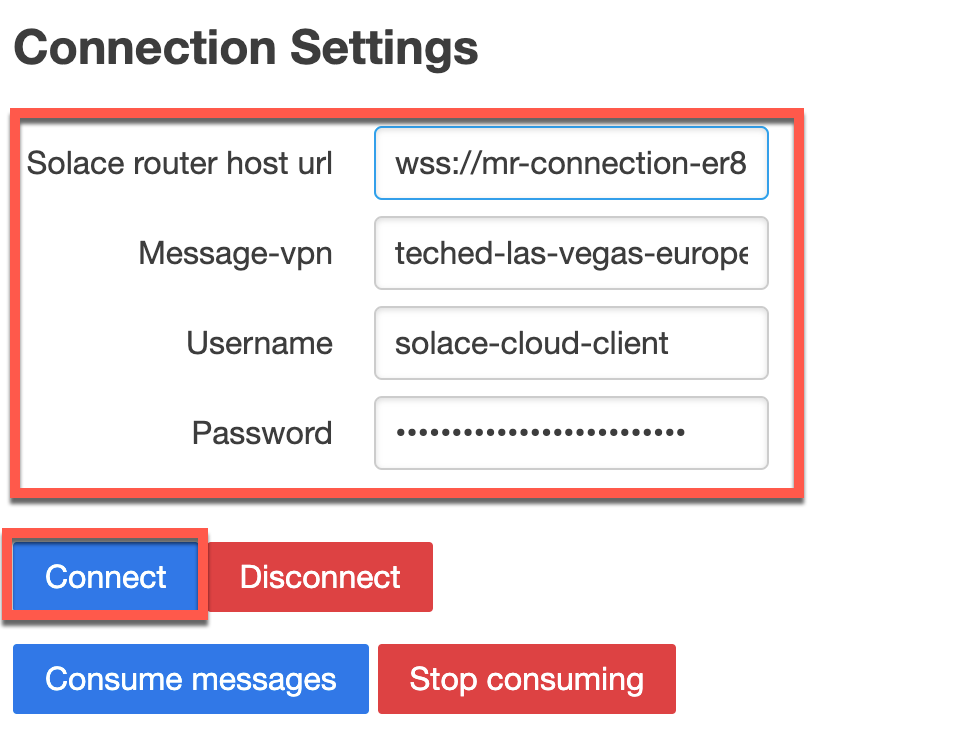 Connection Settings
Solace router host url wss://mr-connection-er8
Message-vpn teched-las-vegas-europe
Username solace-cloud-client
Password ••••••••••••••••••••••••••
Connect Disconnect
Consume messages Stop consuming